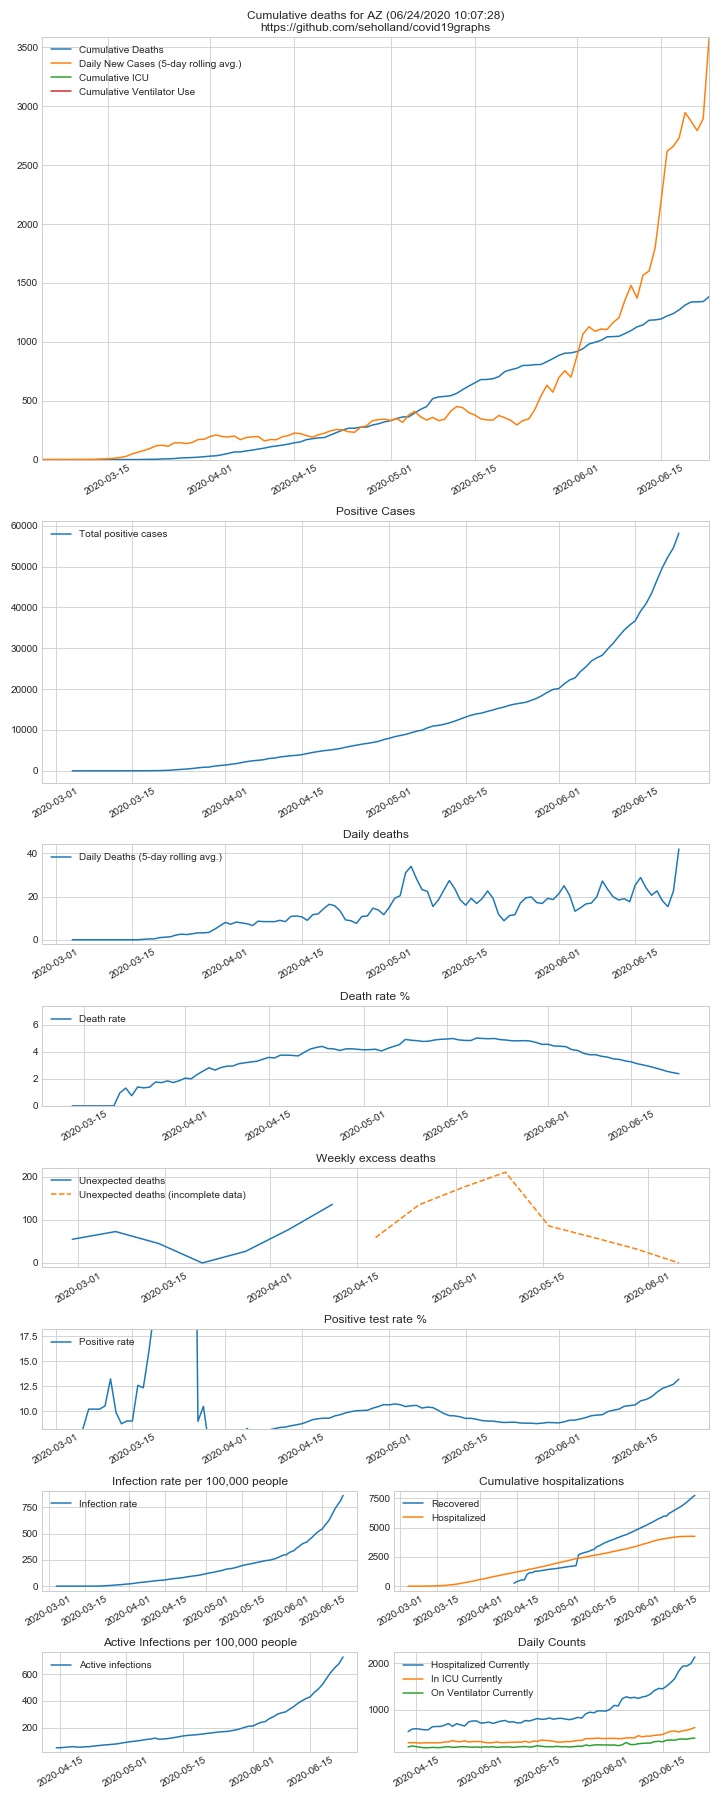 Cumulative deaths for AZ (06/24/2020 10:07:28)
https://github.com/seholland/covid19graphs
Cumulative Deaths
Daily New Cases (5-day rolling avg.)
Cumulative ICU
Cumulative Ventilator Use
3500
3000
2500
2000
1500
1000
500
0
2020-03-15 2020-04-01 2020-04-15 2020-05-01 2020-05-15 2020-06-01 2020-06-15
Positive Cases
Total positive cases
60000
50000
40000
30000
20000
10000
0
2020-03-01 2020-03-15 2020-04-01 2020-04-15 2020-05-01 2020-05-15 2020-06-01 2020-06-15
Daily deaths
Daily Deaths (5-day rolling avg.)
40
20
0
2020-03-01 2020-03-15 2020-04-01 2020-04-15 2020-05-01 2020-05-15 2020-06-01 2020-06-15
Death rate %
Death rate
6
4
2
0
2020-03-15 2020-04-01 2020-04-15 2020-05-01 2020-05-15 2020-06-01 2020-06-15
Weekly excess deaths
Unexpected deaths
Unexpected deaths (incomplete data)
200
100
0
2020-03-01 2020-03-15 2020-04-01 2020-04-15 2020-05-01 2020-05-15 2020-06-01
Positive test rate %
Positive rate
17.5
15.0
12.5
10.0
2020-03-01 2020-03-15 2020-04-01 2020-04-15 2020-05-01 2020-05-15 2020-06-01 2020-06-15
Infection rate per 100,000 people
Infection rate
750
500
250
0
2020-03-01 2020-03-15 2020-04-01 2020-04-15 2020-05-01 2020-05-15 2020-06-01 2020-06-15
Cumulative hospitalizations
Recovered
Hospitalized
7500
5000
2500
0
2020-03-01 2020-03-15 2020-04-01 2020-04-15 2020-05-01 2020-05-15 2020-06-01 2020-06-15
Active Infections per 100,000 people
Active infections
600
400
200
2020-04-15 2020-05-01 2020-05-15 2020-06-01 2020-06-15
Daily Counts
Hospitalized Currently
In ICU Currently
On Ventilator Currently
2000
1000
2020-04-15 2020-05-01 2020-05-15 2020-06-01 2020-06-15